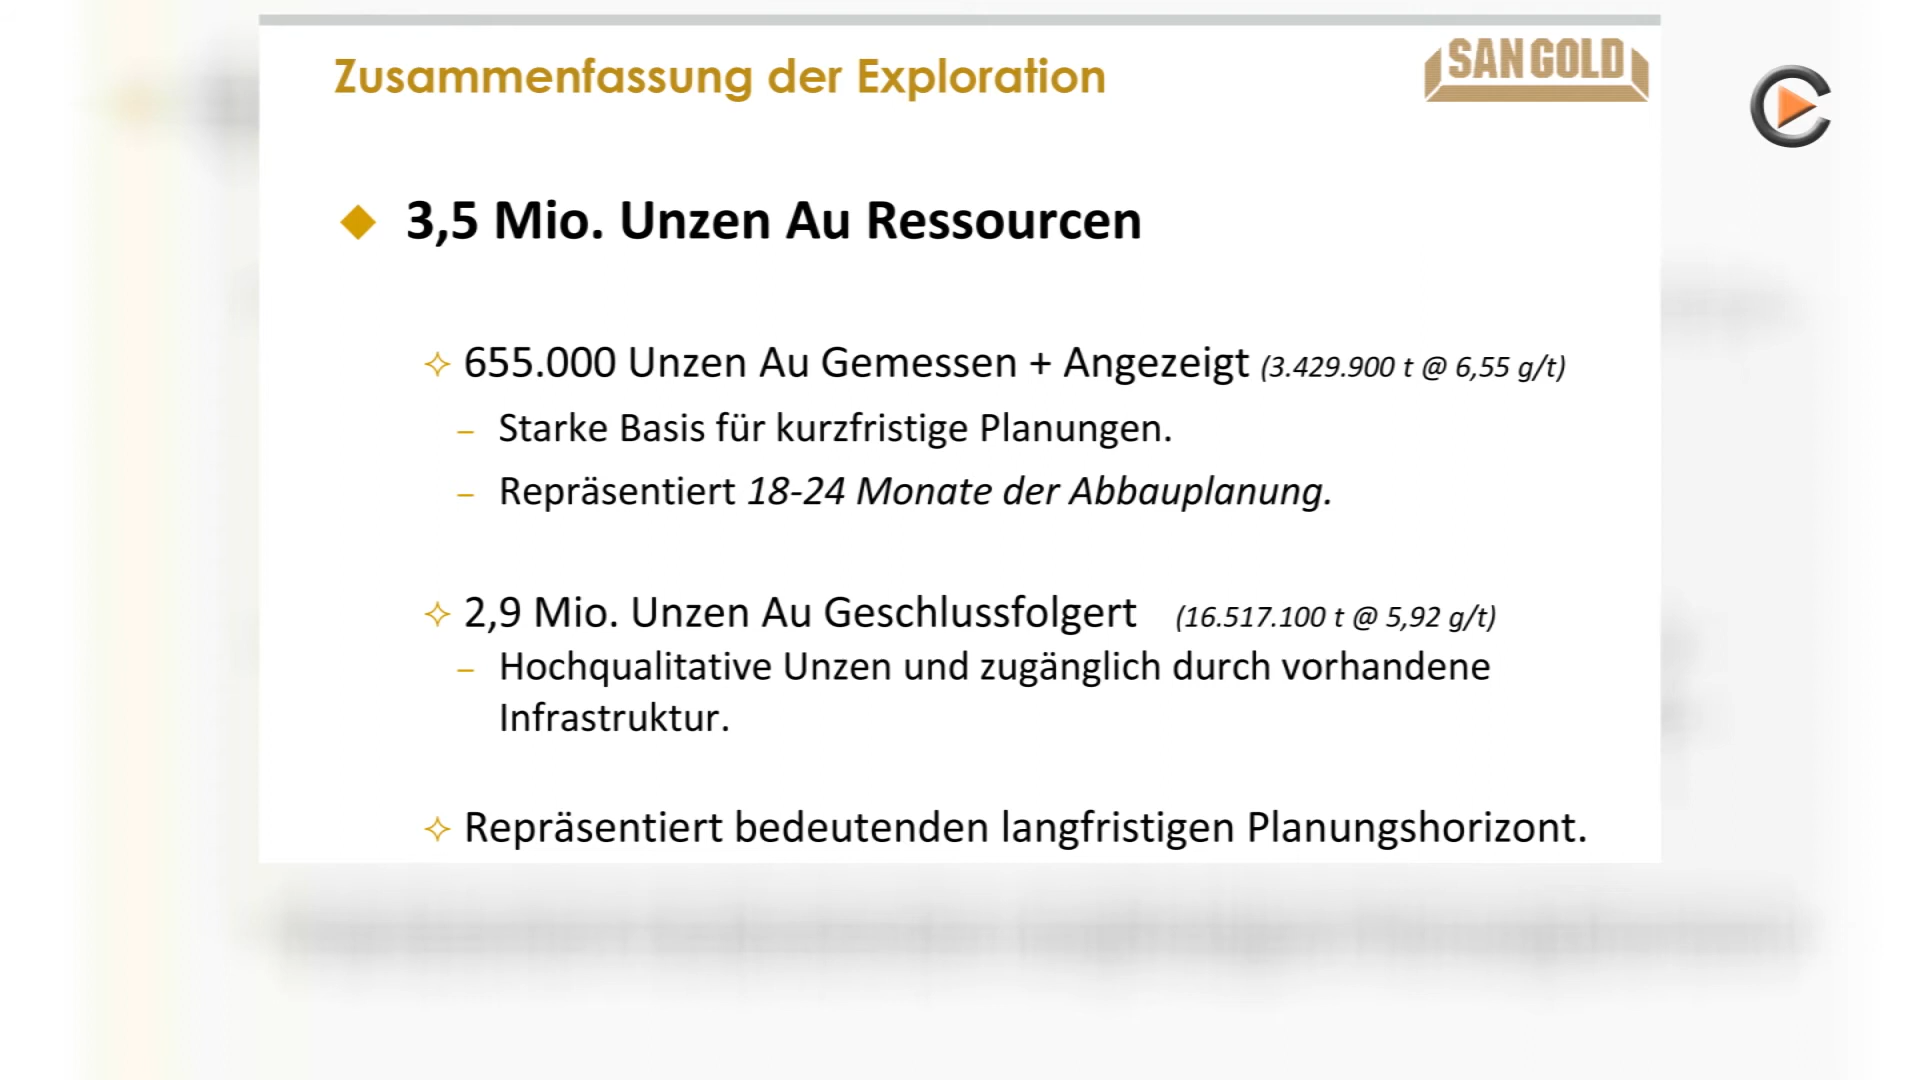 Zusammenfassung der Exploration
SAN GOLD
3,5 Mio. Unzen Au Ressourcen
655.000 Unzen Au Gemessen + Angezeigt (3.429.900 t @ 6,55 g/t)
– Starke Basis für kurzfristige Planungen.
– Repräsentiert 18-24 Monate der Abbauplanung.
2,9 Mio. Unzen Au Geschlussfolgert (16.517.100 t @ 5,92 g/t)
– Hochqualitative Unzen und zugänglich durch vorhandene
Infrastruktur.
Repräsentiert bedeutenden langfristigen Planungshorizont.